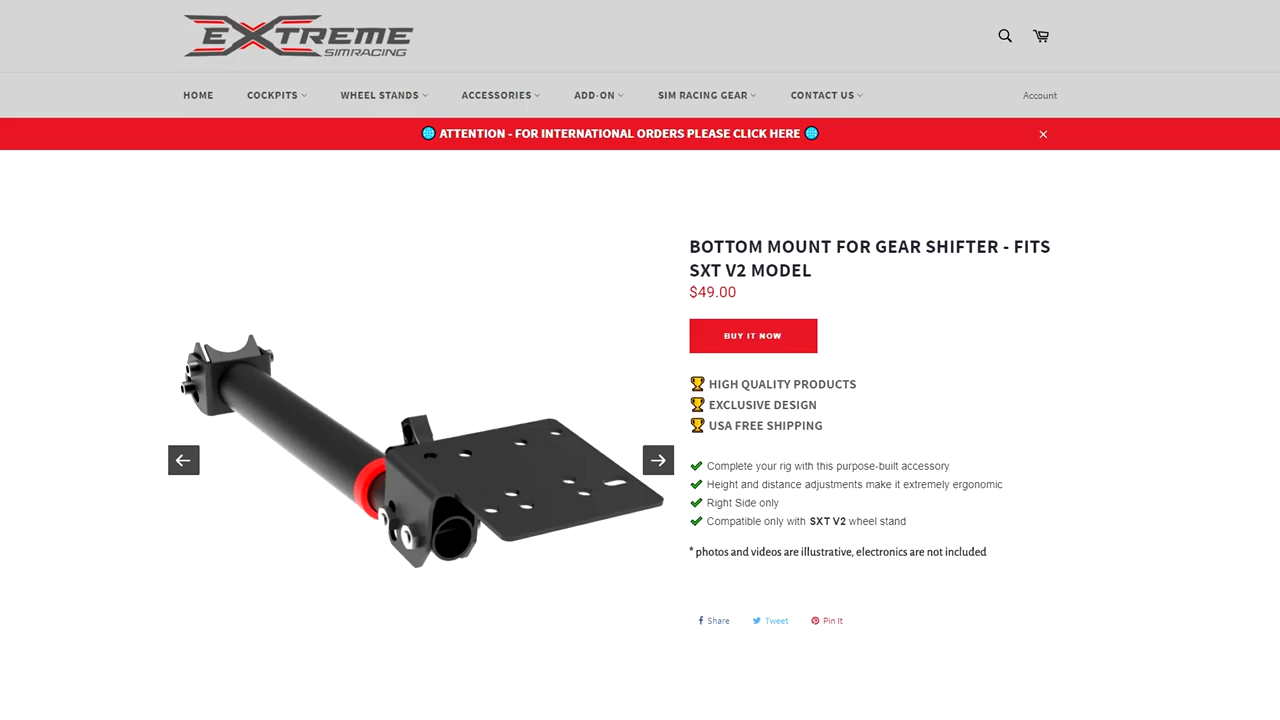 EXTREME
SIMRACING
HOME COCKPITS WHEEL STANDS ACCESSORIES ADD-ON SIM RACING GEAR CONTACT US Account
ATTENTION - FOR INTERNATIONAL ORDERS PLEASE CLICK HERE
BOTTOM MOUNT FOR GEAR SHIFTER - FITS
SXT V2 MODEL
$49.00
BUY IT NOW
HIGH QUALITY PRODUCTS
EXCLUSIVE DESIGN
USA FREE SHIPPING
Complete your rig with this purpose-built accessory
Height and distance adjustments make it extremely ergonomic
Right Side only
Compatible only with SXT V2 wheel stand
* photos and videos are illustrative, electronics are not included
Share Tweet Pin It